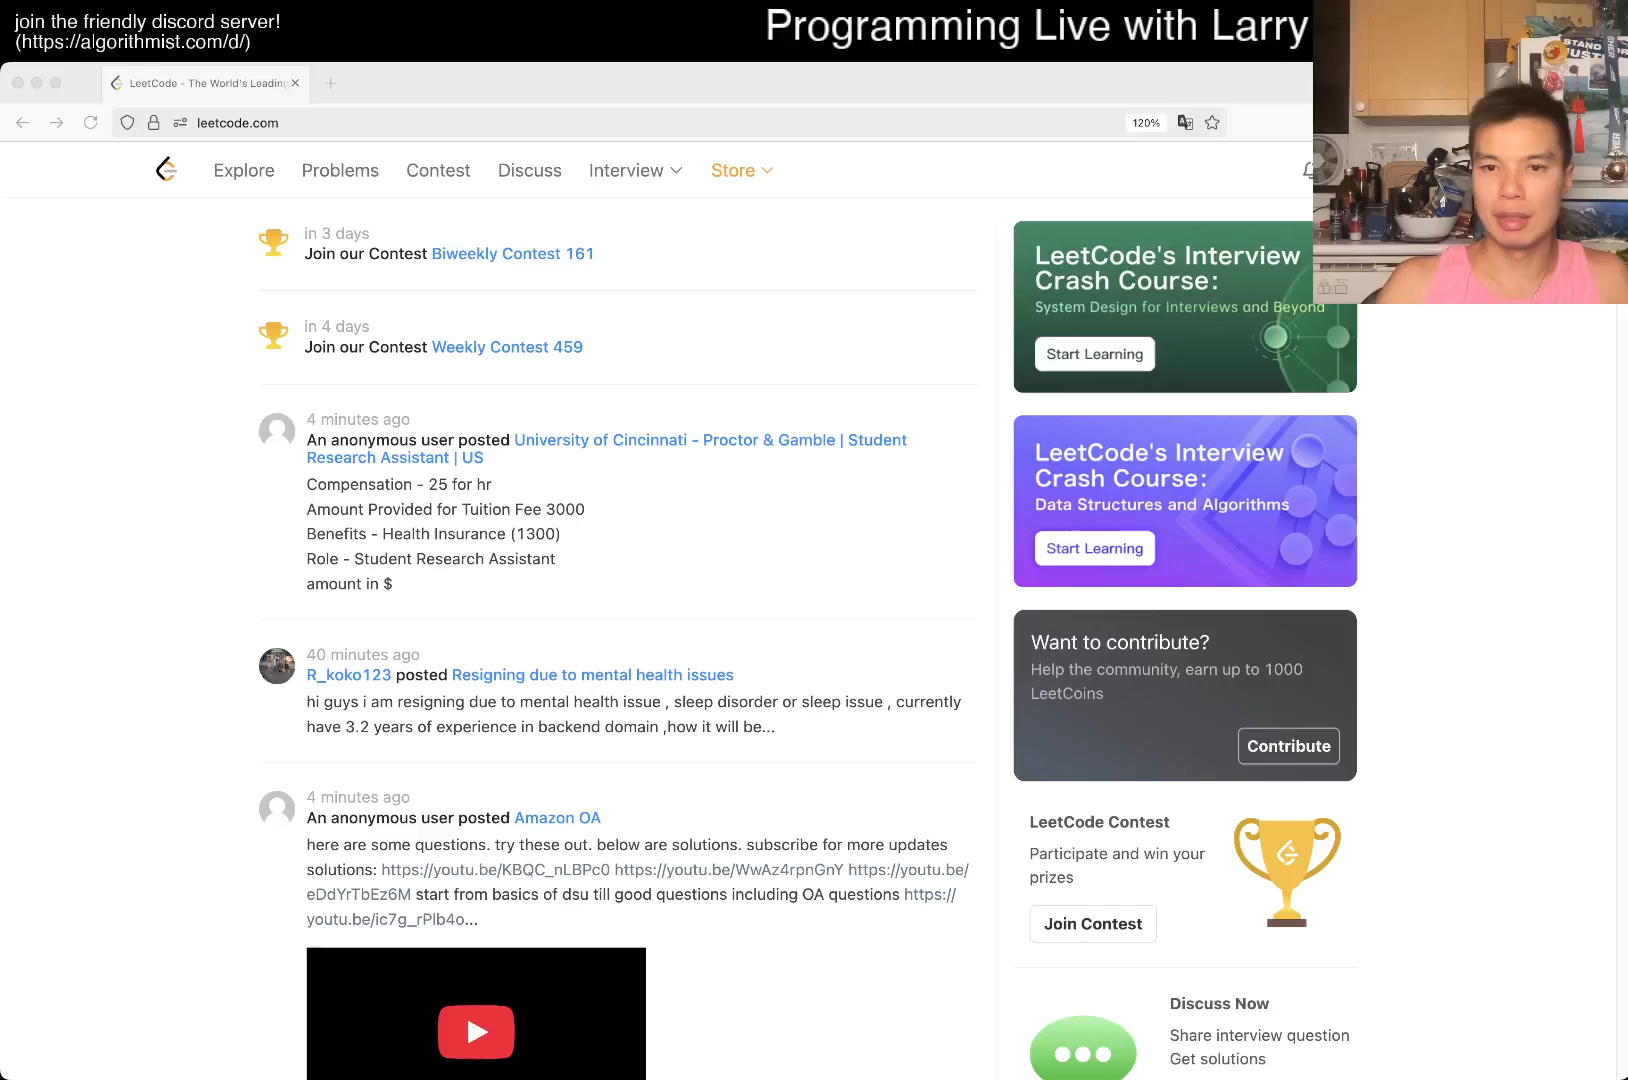 join the friendly discord server!
(https://algorithmist.com/d/)
Programming Live with Larry
LeetCode - The World's Leading
leetcode.com
120%
Explore
Problems
Contest
Discuss
Interview
Store
in 3 days
Join our Contest Biweekly Contest 161
in 4 days
Join our Contest Weekly Contest 459
4 minutes ago
An anonymous user posted University of Cincinnati - Proctor & Gamble | Student
Research Assistant | US
Compensation - 25 for hr
Amount Provided for Tuition Fee 3000
Benefits - Health Insurance (1300)
Role - Student Research Assistant
amount in $
40 minutes ago
R_koko123 posted Resigning due to mental health issues
hi guys i am resigning due to mental health issue , sleep disorder or sleep issue , currently
have 3.2 years of experience in backend domain ,how it will be...
4 minutes ago
An anonymous user posted Amazon OA
here are some questions. try these out. below are solutions. subscribe for more updates
solutions: https://youtu.be/KBQC_nLBPc0 https://youtu.be/WwAz4rpnGnY https://youtu.be/
eDdYrTbEz6M start from basics of dsu till good questions including OA questions https://
youtu.be/ic7g_rPlb4o...
LeetCode's Interview
Crash Course:
System Design for Interviews and Beyond
Start Learning
LeetCode's Interview
Crash Course:
Data Structures and Algorithms
Start Learning
Want to contribute?
Help the community, earn up to 1000
LeetCoins
Contribute
LeetCode Contest
Participate and win your
prizes
Join Contest
Discuss Now
Share interview question
Get solutions
STAND